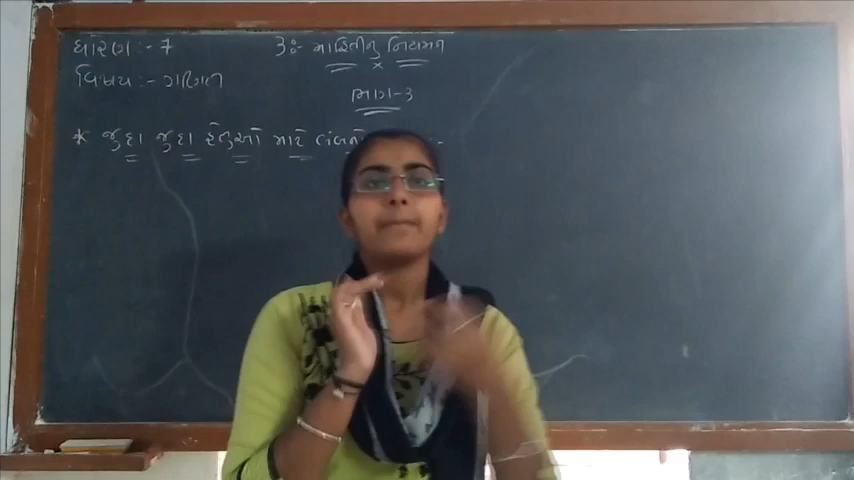 ધોરણ :- 7
3:- માહિતીનું નિયમન
વિષય :- ગણિત
ભાગ-3
* જુદા જુદા હેતુઓ માટે લંબ